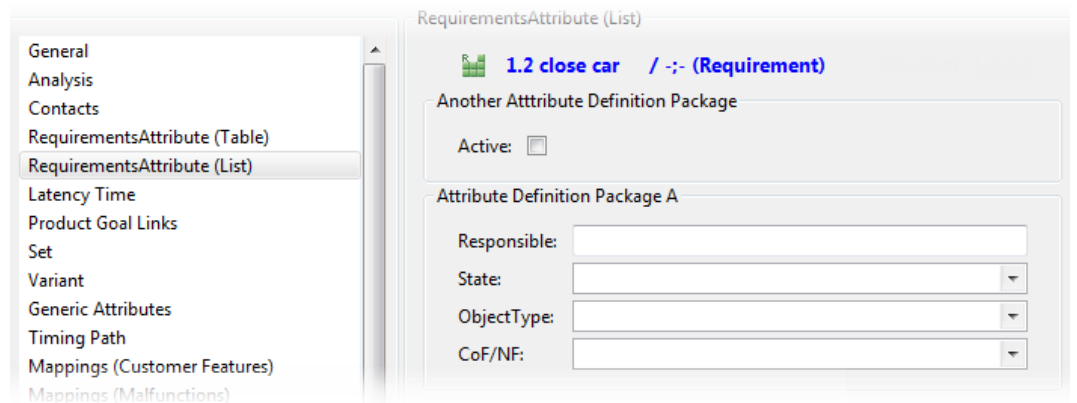 General
Analysis
Contacts
RequirementsAttribute (Table)
RequirementsAttribute (List)
Latency Time
Product Goal Links
Set
Variant
Generic Attributes
Timing Path
Mappings (Customer Features)
Mappings (Malfunctions)
RequirementsAttribute (List)
R
1.2 close car / -;- (Requirement)
Another Atttribute Definition Package
Active:
Attribute Definition Package A
Responsible:
State:
ObjectType:
CoF/NF: